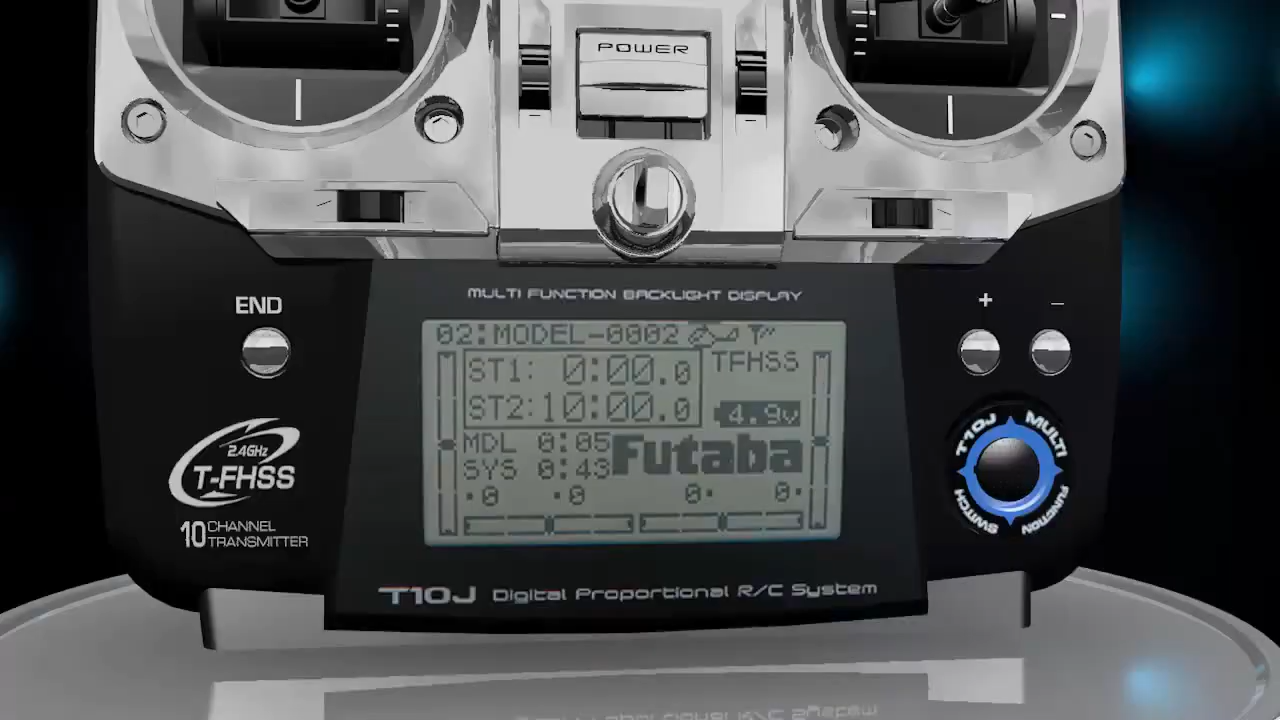 POWER
MULTI FUNCTION BACKLIGHT DISPLAY
END
+ −
02:MODEL-0002
ST1: 0:00.0
TFHSS
ST2:10:00.0
4.9v
MDL 0:05
SYS 0:43
Futaba
0 0 0 0
T10J MULTI FUNCTION SWITCH
2.4GHz
T-FHSS
10 CHANNEL
TRANSMITTER
T10J Digital Proportional R/C System